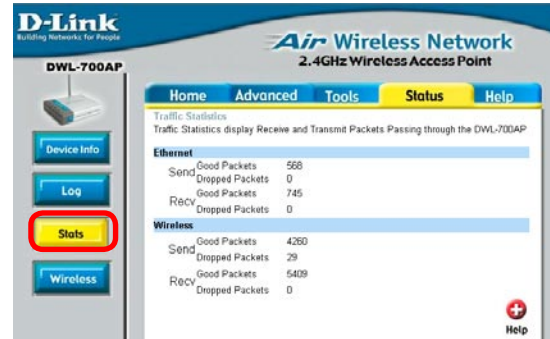 D-Link
Building Networks for People
Air Wireless Network
2.4GHz Wireless Access Point
DWL-700AP
Home Advanced Tools Status Help
Traffic Statistics
Traffic Statistics display Receive and Transmit Packets Passing through the DWL-700AP
Device Info
Log
Stats
Wireless
Ethernet
Send Good Packets 568
Dropped Packets 0
Recv Good Packets 745
Dropped Packets 0
Wireless
Send Good Packets 4260
Dropped Packets 29
Recv Good Packets 5409
Dropped Packets 0
Help